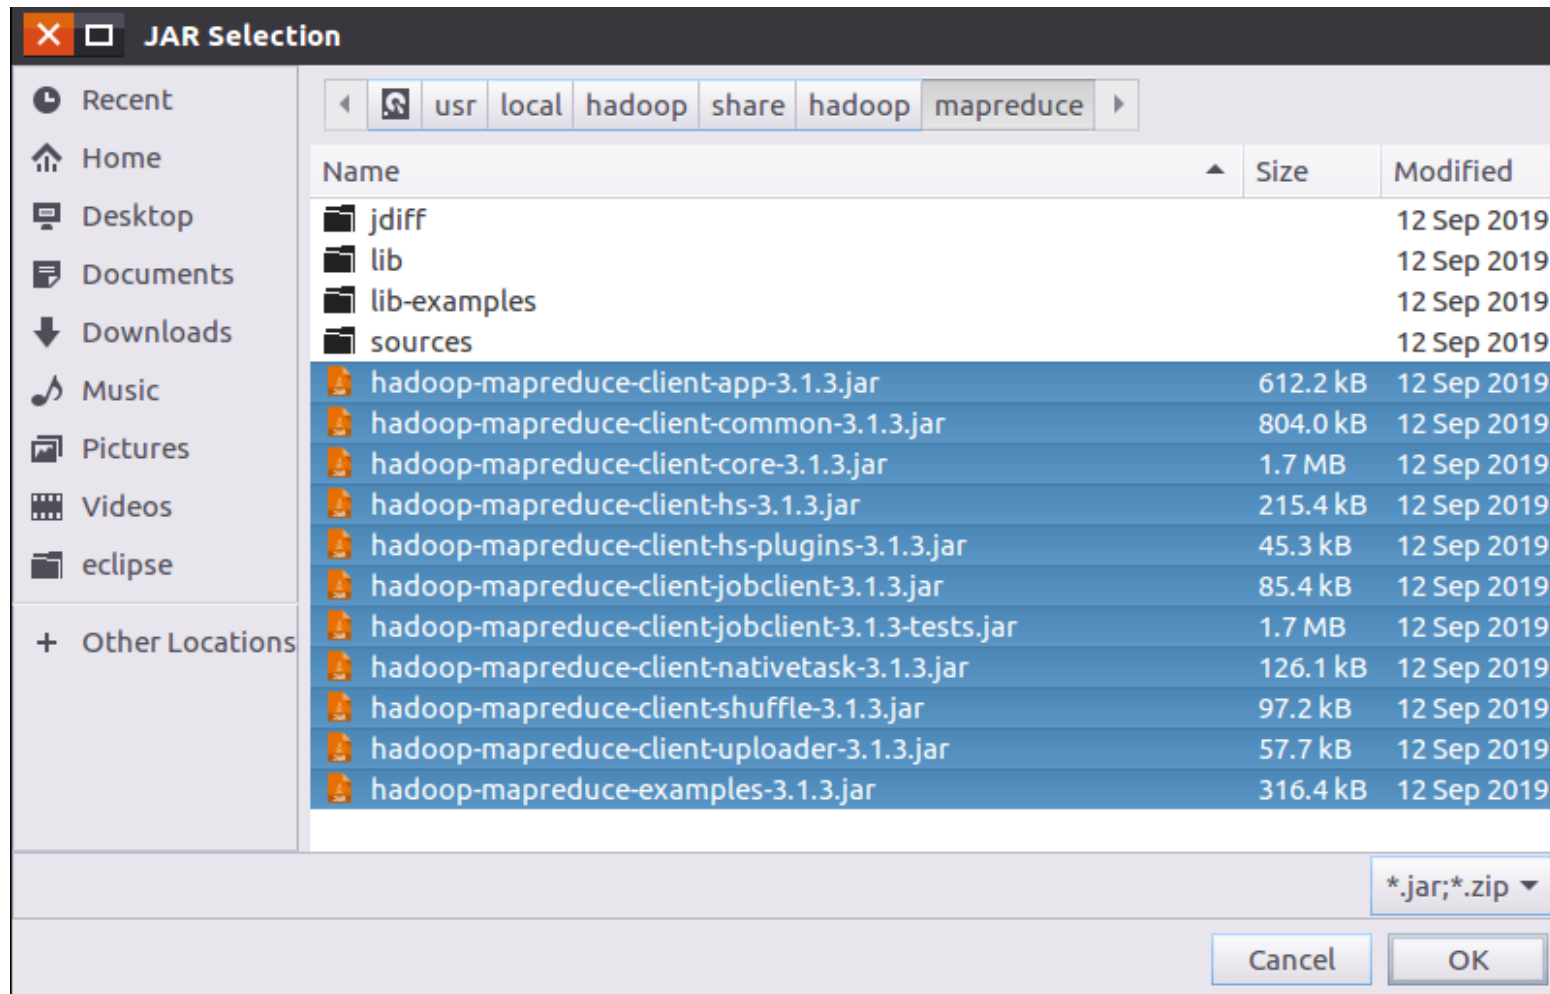 JAR Selection
Recent
Home
Desktop
Documents
Downloads
Music
Pictures
Videos
eclipse
+ Other Locations
usr local hadoop share hadoop mapreduce
Name Size Modified
jdiff 12 Sep 2019
lib 12 Sep 2019
lib-examples 12 Sep 2019
sources 12 Sep 2019
hadoop-mapreduce-client-app-3.1.3.jar 612.2 kB 12 Sep 2019
hadoop-mapreduce-client-common-3.1.3.jar 804.0 kB 12 Sep 2019
hadoop-mapreduce-client-core-3.1.3.jar 1.7 MB 12 Sep 2019
hadoop-mapreduce-client-hs-3.1.3.jar 215.4 kB 12 Sep 2019
hadoop-mapreduce-client-hs-plugins-3.1.3.jar 45.3 kB 12 Sep 2019
hadoop-mapreduce-client-jobclient-3.1.3.jar 85.4 kB 12 Sep 2019
hadoop-mapreduce-client-jobclient-3.1.3-tests.jar 1.7 MB 12 Sep 2019
hadoop-mapreduce-client-nativetask-3.1.3.jar 126.1 kB 12 Sep 2019
hadoop-mapreduce-client-shuffle-3.1.3.jar 97.2 kB 12 Sep 2019
hadoop-mapreduce-client-uploader-3.1.3.jar 57.7 kB 12 Sep 2019
hadoop-mapreduce-examples-3.1.3.jar 316.4 kB 12 Sep 2019
*.jar;*.zip
Cancel OK